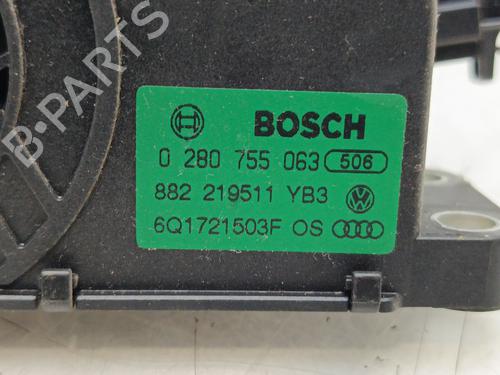 B-PARTS
BOSCH
0 280 755 063 506
882 219511 YB3
6Q1721503F OS